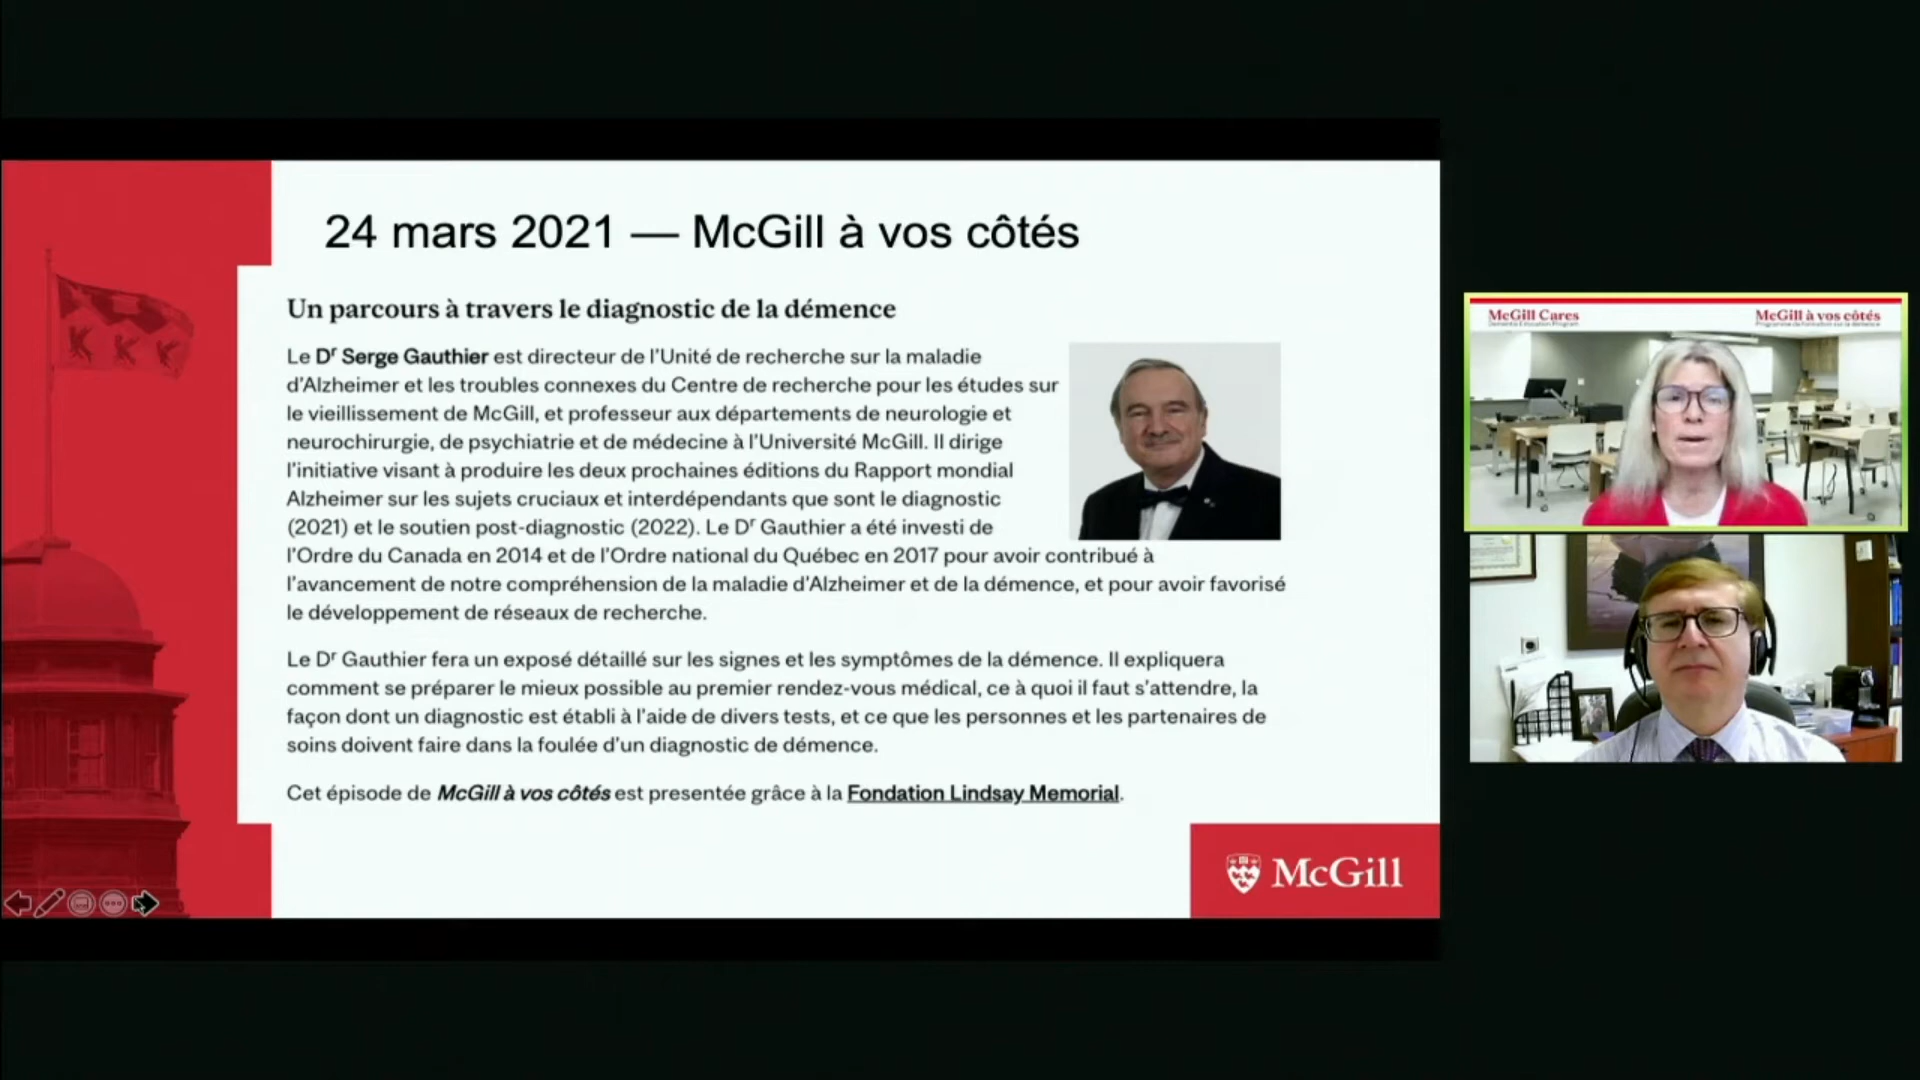 24 mars 2021 — McGill à vos côtés
Un parcours à travers le diagnostic de la démence
Le Dʳ Serge Gauthier est directeur de l’Unité de recherche sur la maladie
d’Alzheimer et les troubles connexes du Centre de recherche pour les études sur
le vieillissement de McGill, et professeur aux départements de neurologie et
neurochirurgie, de psychiatrie et de médecine à l’Université McGill. Il dirige
l’initiative visant à produire les deux prochaines éditions du Rapport mondial
Alzheimer sur les sujets cruciaux et interdépendants que sont le diagnostic
(2021) et le soutien post-diagnostic (2022). Le Dʳ Gauthier a été investi de
l’Ordre du Canada en 2014 et de l’Ordre national du Québec en 2017 pour avoir contribué à
l’avancement de notre compréhension de la maladie d’Alzheimer et de la démence, et pour avoir favorisé
le développement de réseaux de recherche.
Le Dʳ Gauthier fera un exposé détaillé sur les signes et les symptômes de la démence. Il expliquera
comment se préparer le mieux possible au premier rendez-vous médical, ce à quoi il faut s’attendre, la
façon dont un diagnostic est établi à l’aide de divers tests, et ce que les personnes et les partenaires de
soins doivent faire dans la foulée d’un diagnostic de démence.
Cet épisode de McGill à vos côtés est presentée grâce à la Fondation Lindsay Memorial.
McGill
McGill Cares
Dementia Education Program
McGill à vos côtés
Programme de formation sur la démence